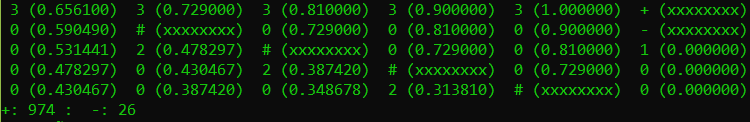 3 (0.656100)  3 (0.729000)  3 (0.810000)  3 (0.900000)  3 (1.000000)  + (xxxxxxxx)
0 (0.590490)  # (xxxxxxxx)  0 (0.729000)  0 (0.810000)  0 (0.900000)  - (xxxxxxxx)
0 (0.531441)  2 (0.478297)  # (xxxxxxxx)  0 (0.729000)  0 (0.810000)  1 (0.000000)
0 (0.478297)  0 (0.430467)  2 (0.387420)  # (xxxxxxxx)  0 (0.729000)  0 (0.000000)
0 (0.430467)  0 (0.387420)  0 (0.348678)  2 (0.313810)  # (xxxxxxxx)  0 (0.000000)
+: 974 :  -: 26